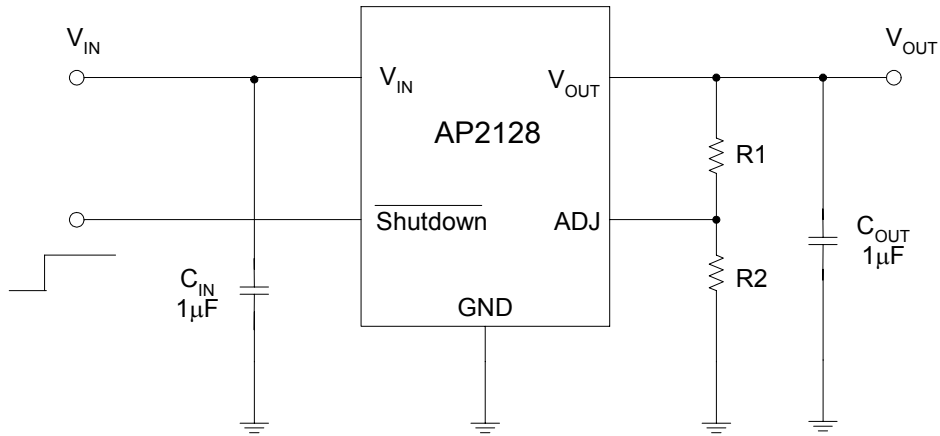 V_IN
V_OUT
V_IN
V_OUT
AP2128
R1
Shutdown
ADJ
C_OUT
1µF
C_IN
1µF
R2
GND